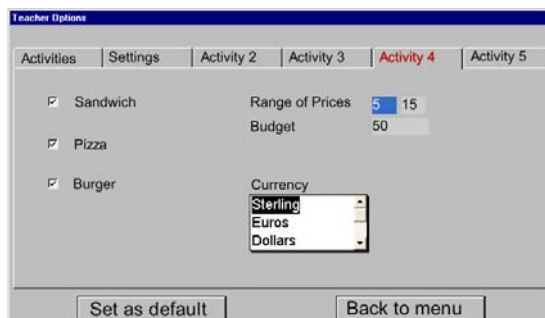 Teacher Options
Activities Settings Activity 2 Activity 3 Activity 4 Activity 5
Sandwich Range of Prices 5 15
Budget 50
Pizza
Burger Currency
Sterling
Euros
Dollars
Set as default Back to menu